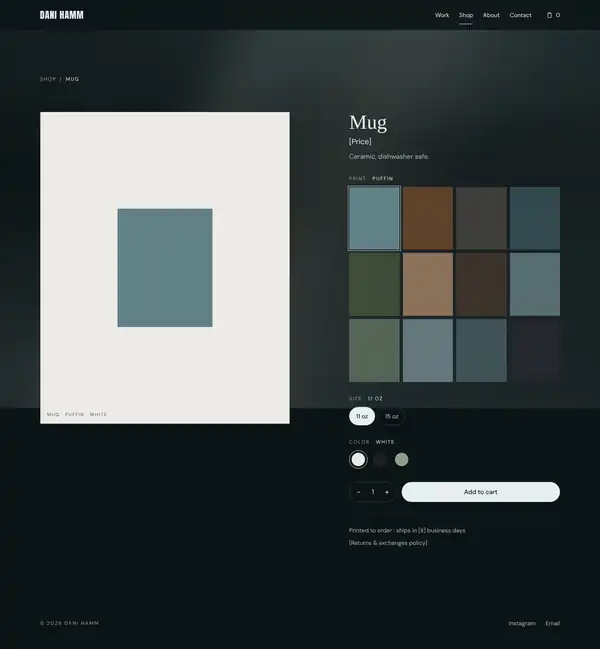 DANI HAMM
Work Shop About Contact 0
SHOP / MUG
Mug
[Price]
Ceramic, dishwasher safe.
PRINT · PUFFIN
MUG · PUFFIN · WHITE
SIZE · 11 OZ
11 oz 15 oz
COLOR · WHITE
− 1 + Add to cart
Printed to order · ships in [X] business days
[Returns & exchanges policy]
© 2026 DANI HAMM Instagram Email